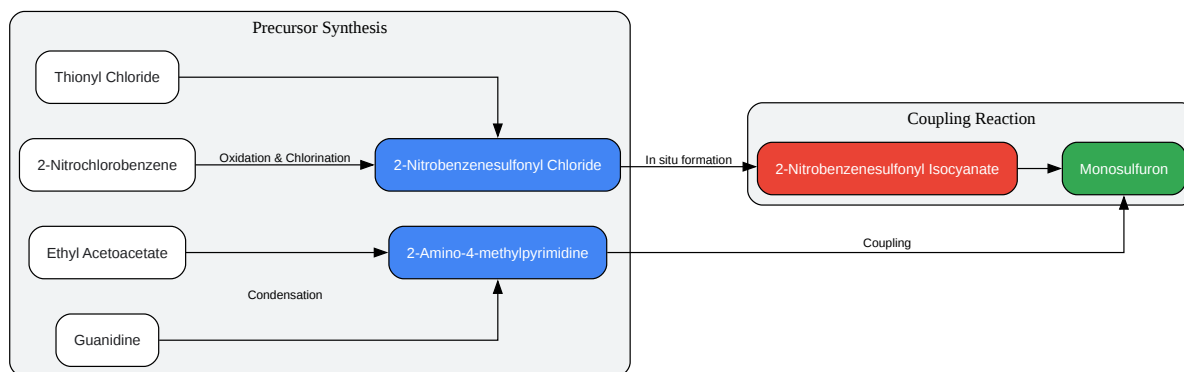 Precursor Synthesis
Thionyl Chloride
Coupling Reaction
2-Nitrochlorobenzene
Oxidation & Chlorination
2-Nitrobenzenesulfonyl Chloride
In situ formation
2-Nitrobenzenesulfonyl Isocyanate
Monosulfuron
Ethyl Acetoacetate
2-Amino-4-methylpyrimidine
Coupling
Condensation
Guanidine